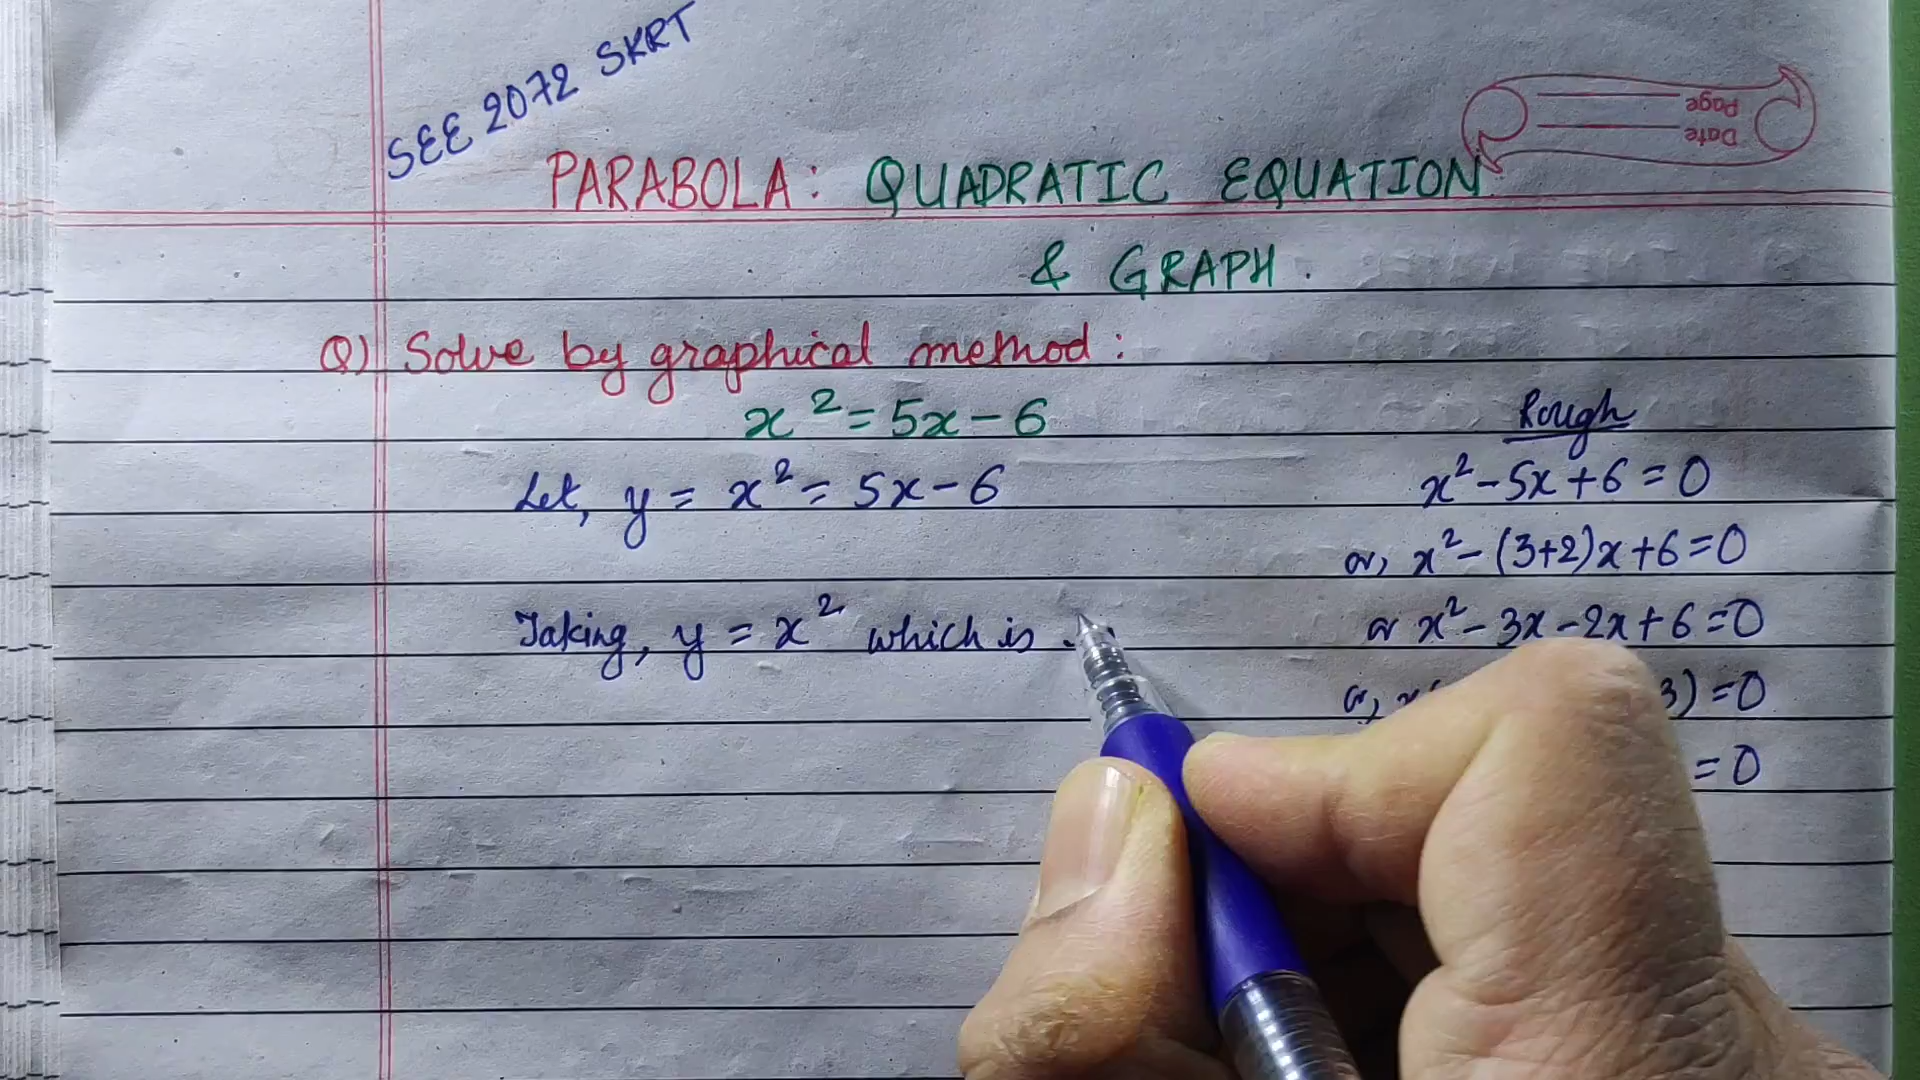 SEE 2072 SKRT
Page
Date
PARABOLA: QUADRATIC EQUATION
& GRAPH.
Q) Solve by graphical method:
x² = 5x - 6
Let, y = x² = 5x - 6
Taking, y = x² which is
Rough
x² - 5x + 6 = 0
or, x² - (3+2)x + 6 = 0
or x² - 3x - 2x + 6 = 0
or, 3) = 0
= 0